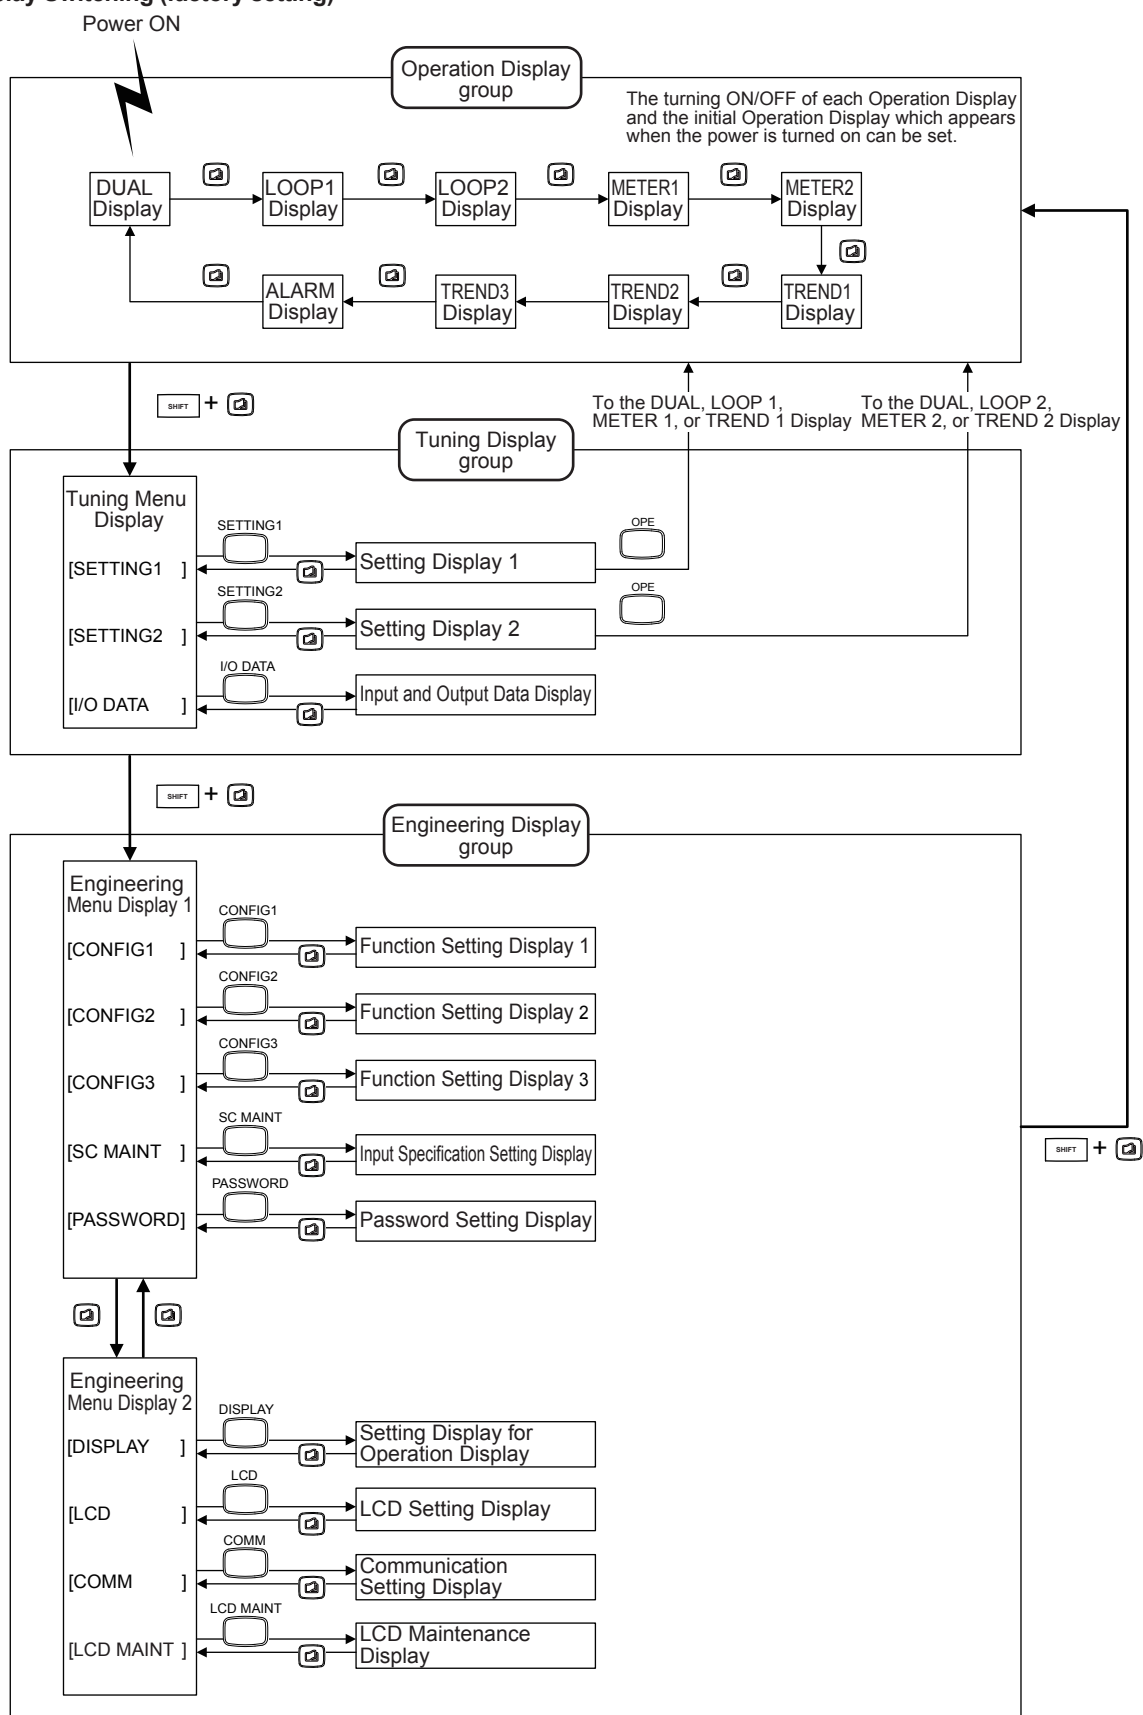 Switching (factory setting)
Power ON
Operation Display
group
The turning ON/OFF of each Operation Display
and the initial Operation Display which appears
when the power is turned on can be set.
DUAL
Display
LOOP1
Display
LOOP2
Display
METER1
Display
METER2
Display
ALARM
Display
TREND3
Display
TREND2
Display
TREND1
Display
SHIFT +
To the DUAL, LOOP 1,
METER 1, or TREND 1 Display
To the DUAL, LOOP 2,
METER 2, or TREND 2 Display
Tuning Display
group
Tuning Menu
Display
SETTING1
OPE
[SETTING1 ]
Setting Display 1
SETTING2
OPE
[SETTING2 ]
Setting Display 2
I/O DATA
[I/O DATA ]
Input and Output Data Display
SHIFT +
Engineering Display
group
Engineering
Menu Display 1
CONFIG1
[CONFIG1 ]
Function Setting Display 1
CONFIG2
[CONFIG2 ]
Function Setting Display 2
CONFIG3
[CONFIG3 ]
Function Setting Display 3
SC MAINT
[SC MAINT ]
Input Specification Setting Display
SHIFT +
PASSWORD
[PASSWORD]
Password Setting Display
Engineering
Menu Display 2
DISPLAY
[DISPLAY ]
Setting Display for
Operation Display
LCD
[LCD ]
LCD Setting Display
COMM
[COMM ]
Communication
Setting Display
LCD MAINT
[LCD MAINT ]
LCD Maintenance
Display